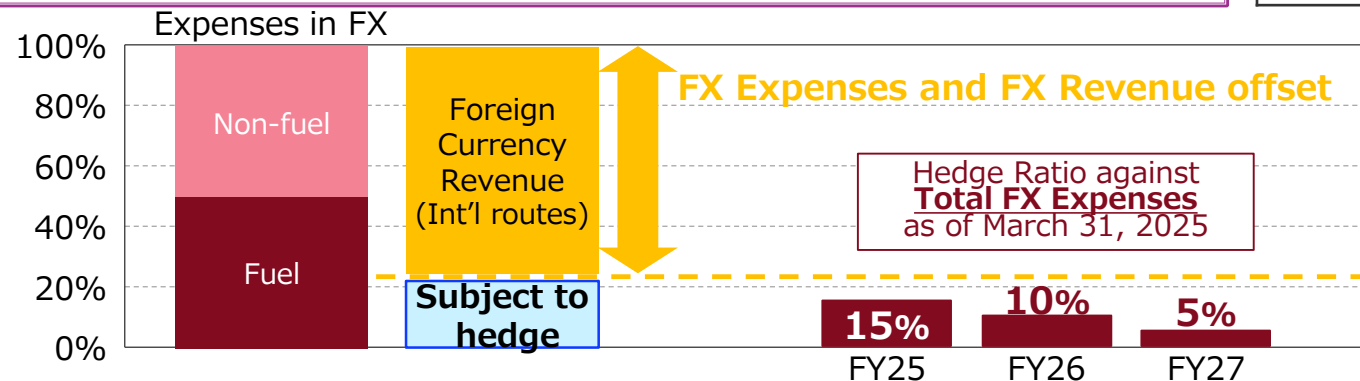 Expenses in FX
100%
80%
60%
40%
20%
0%
Non-fuel
Fuel
Foreign
Currency
Revenue
(Int’l routes)
Subject to
hedge
FX Expenses and FX Revenue offset
Hedge Ratio against
Total FX Expenses
as of March 31, 2025
15%
10%
5%
FY25
FY26
FY27